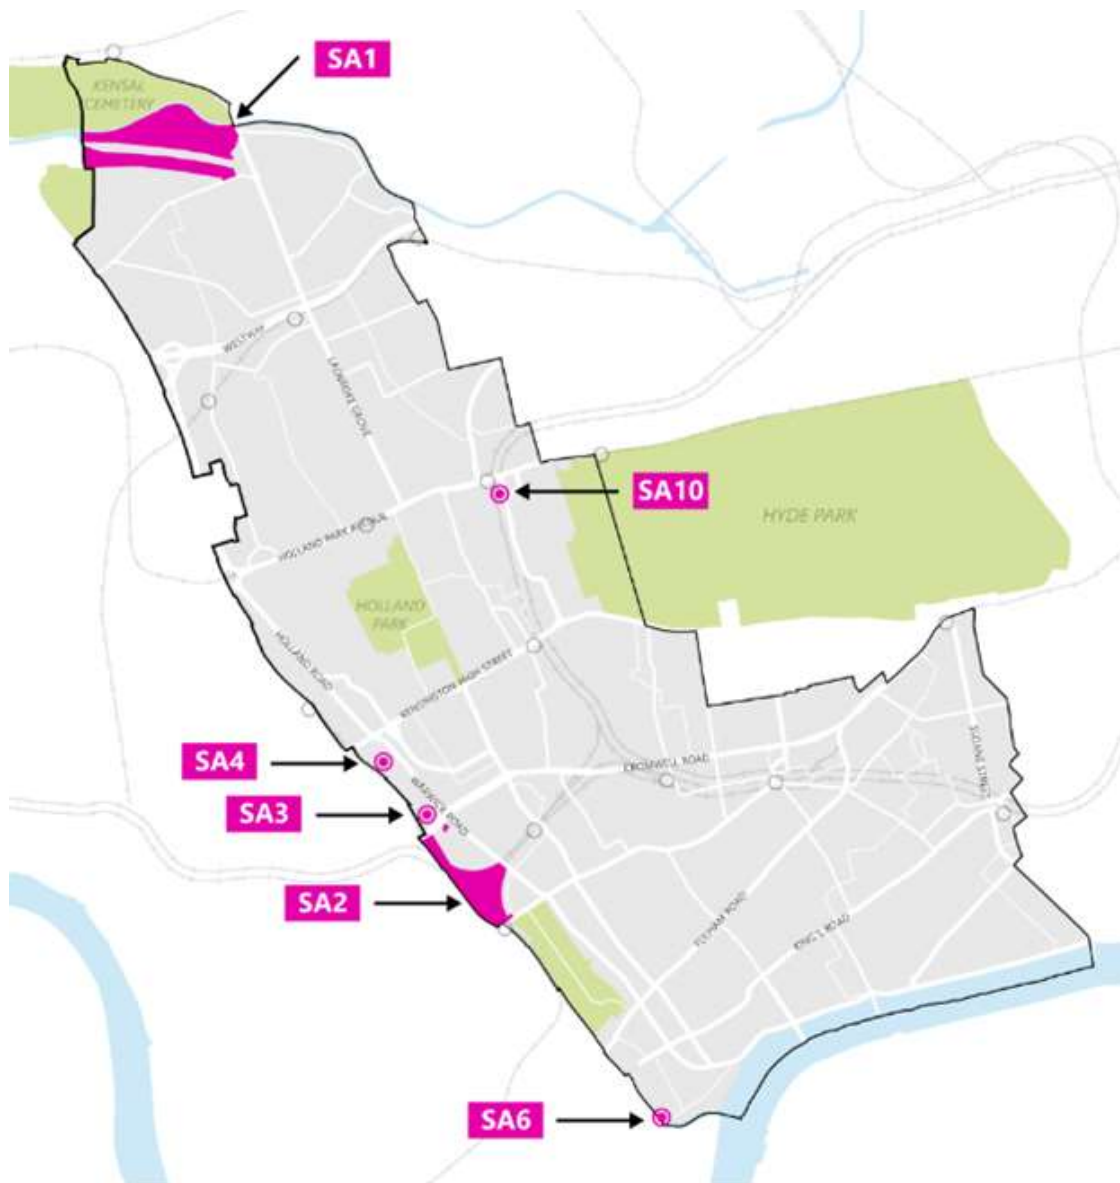 SA1
KENSAL
CEMETERY
WESTWAY
LADBROKE GROVE
SA10
HYDE PARK
HOLLAND PARK AVENUE
HOLLAND
PARK
HOLLAND ROAD
KENSINGTON HIGH STREET
SA4
CROMWELL ROAD
SLOANE STREET
SA3
WARWICK ROAD
SA2
FULHAM ROAD
KING'S ROAD
SA6